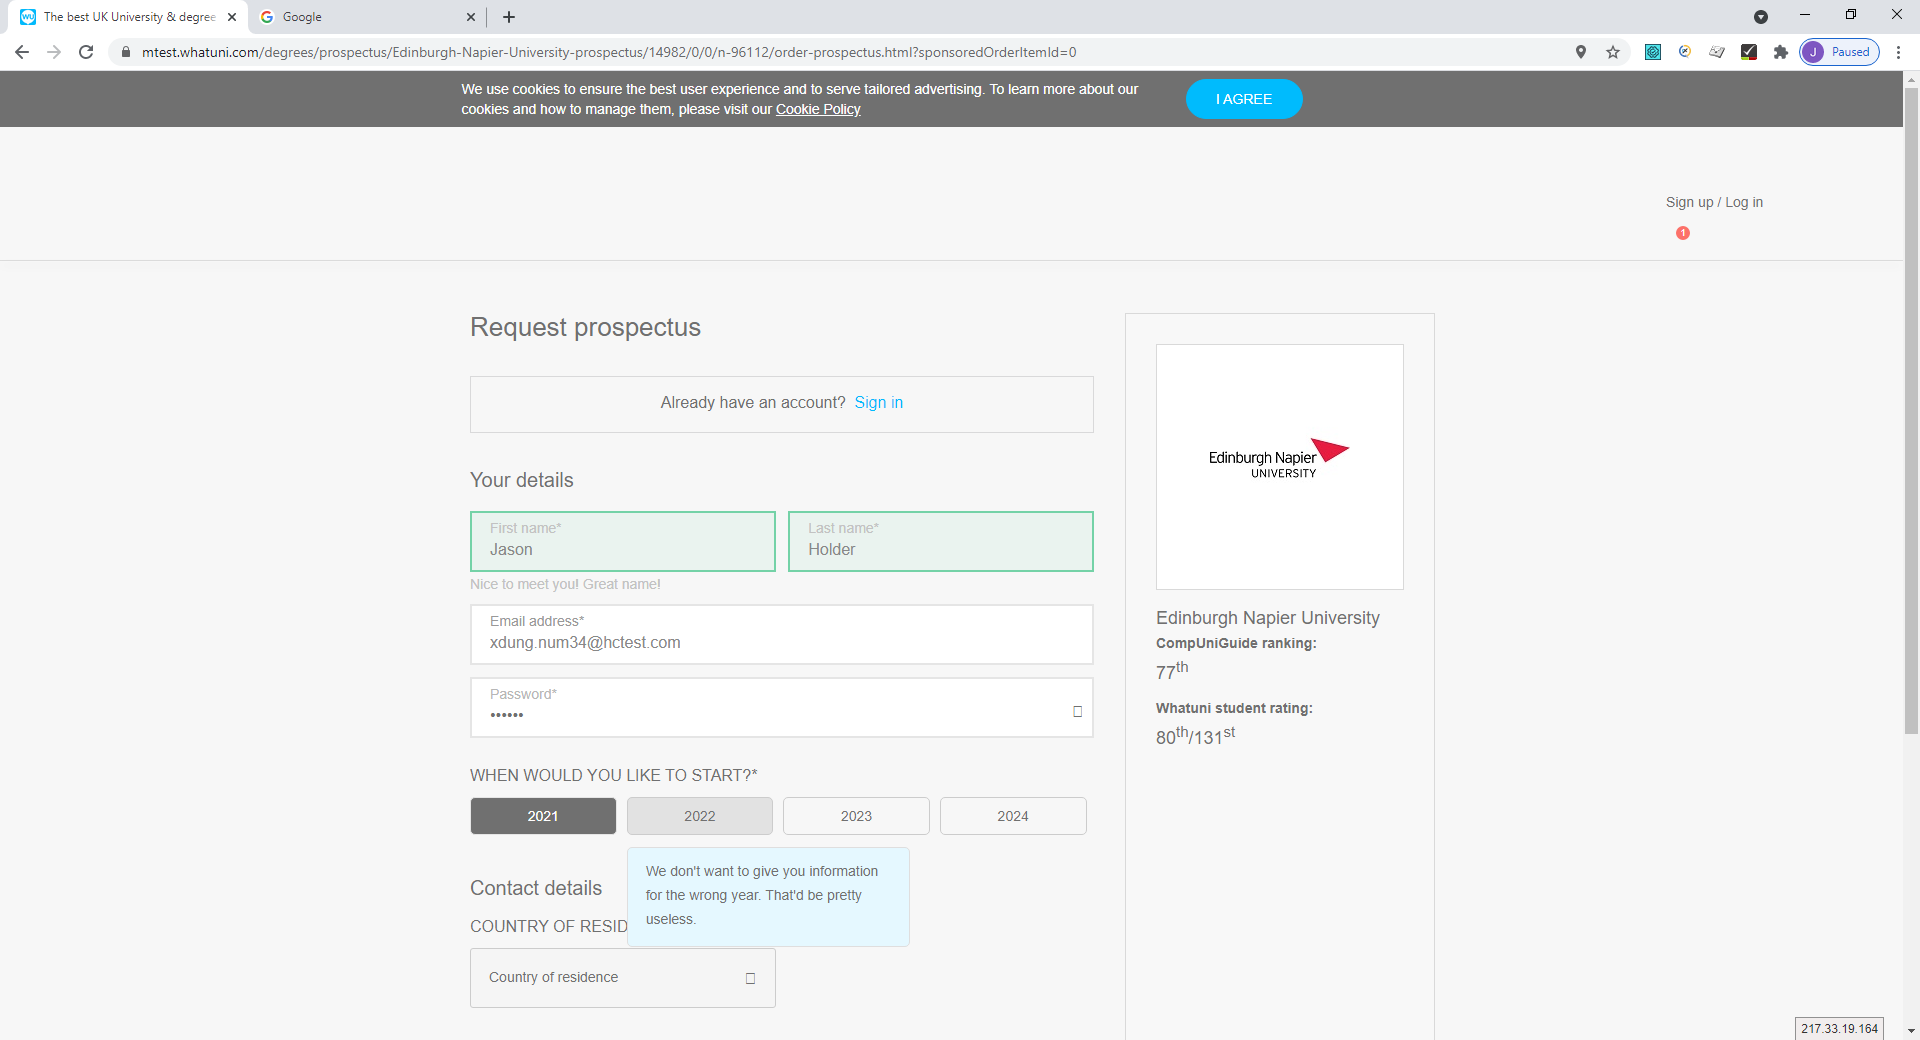 The best UK University & degree
Google
mtest.whatuni.com/degrees/prospectus/Edinburgh-Napier-University-prospectus/14982/0/0/n-96112/order-prospectus.html?sponsoredOrderItemId=0
J Paused
We use cookies to ensure the best user experience and to serve tailored advertising. To learn more about our
cookies and how to manage them, please visit our Cookie Policy
I AGREE
Sign up / Log in
1
Request prospectus
Already have an account? Sign in
Your details
First name*
Jason
Last name*
Holder
Nice to meet you! Great name!
Email address*
xdung.num34@hctest.com
Password*
••••••
WHEN WOULD YOU LIKE TO START?*
2021
2022
2023
2024
We don't want to give you information
for the wrong year. That'd be pretty
useless.
Contact details
COUNTRY OF RESID
Country of residence
Edinburgh Napier
UNIVERSITY
Edinburgh Napier University
CompUniGuide ranking:
77th
Whatuni student rating:
80th/131st
217.33.19.164